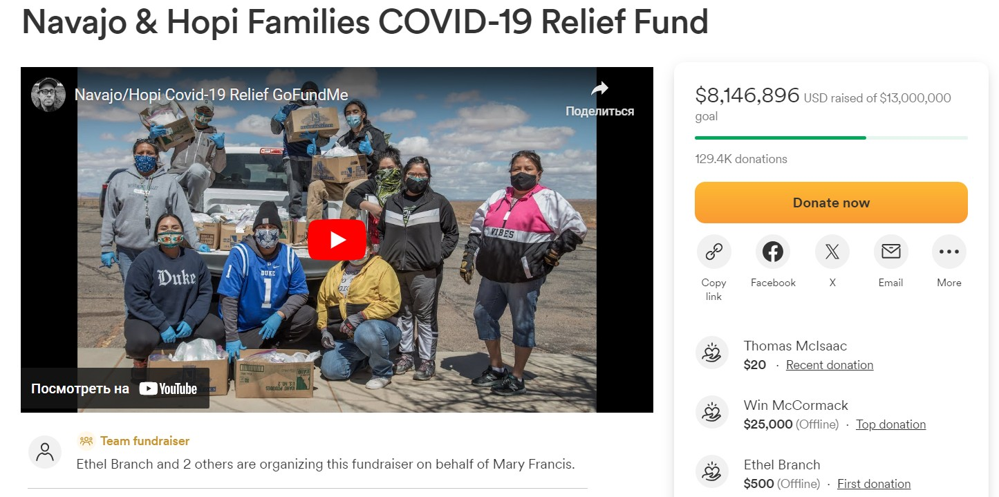 Navajo & Hopi Families COVID-19 Relief Fund
Navajo/Hopi Covid-19 Relief GoFundMe
Поделиться
VIBES
Duke
DUKE
1
1
Посмотреть на YouTube
Team fundraiser
Ethel Branch and 2 others are organizing this fundraiser on behalf of Mary Francis.
$8,146,896 USD raised of $13,000,000
goal
129.4K donations
Donate now
Copy
link
Facebook
X
Email
More
Thomas McIsaac
$20 · Recent donation
Win McCormack
$25,000 (Offline) · Top donation
Ethel Branch
$500 (Offline) · First donation